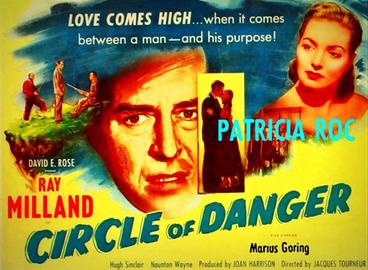 LOVE COMES HIGH...when it comes
between a man—and his purpose!
PATRICIA ROC
DAVID E. ROSE
RAY
MILLAND
CIRCLE OF DANGER
Marius Goring
Hugh Sinclair · Naunton Wayne · Produced by JOAN HARRISON · Directed by JACQUES TOURNEUR